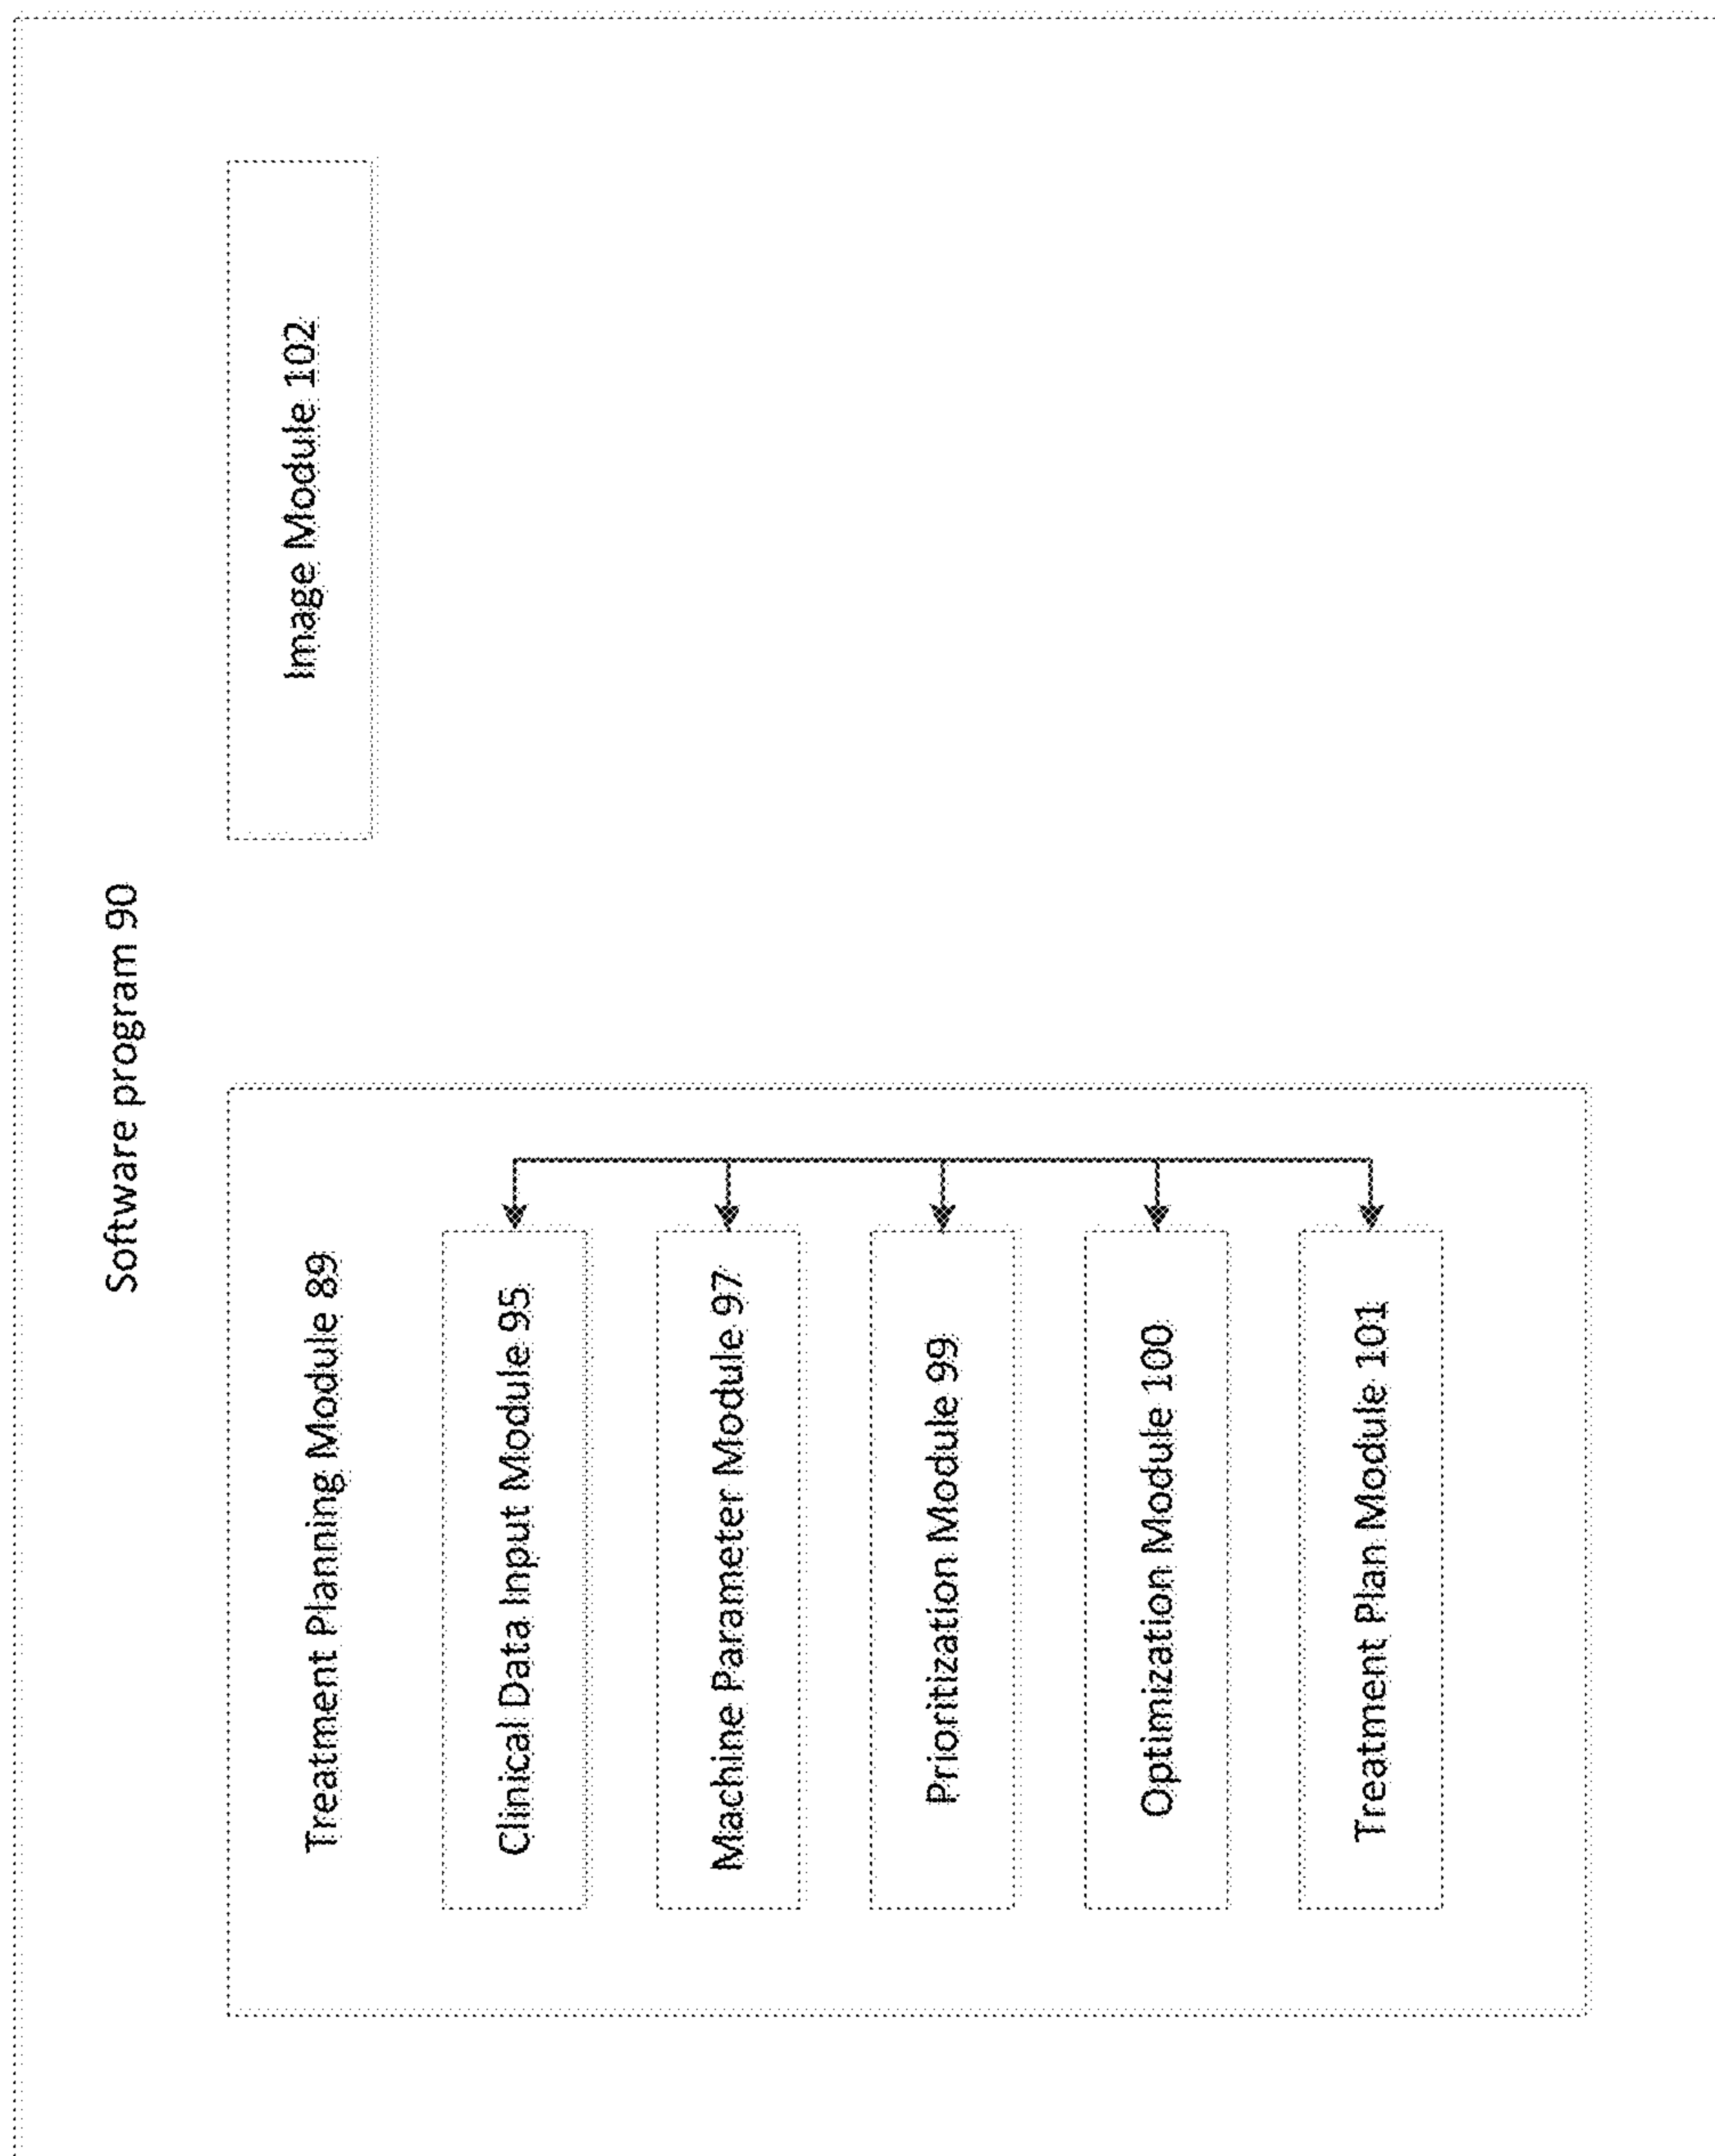 Software program 90
Treatment Planning Module 89
Clinical Data Input Module 95
Machine Parameter Module 97
Prioritization Module 99
Optimization Module 100
Treatment Plan Module 101
Image Module 102